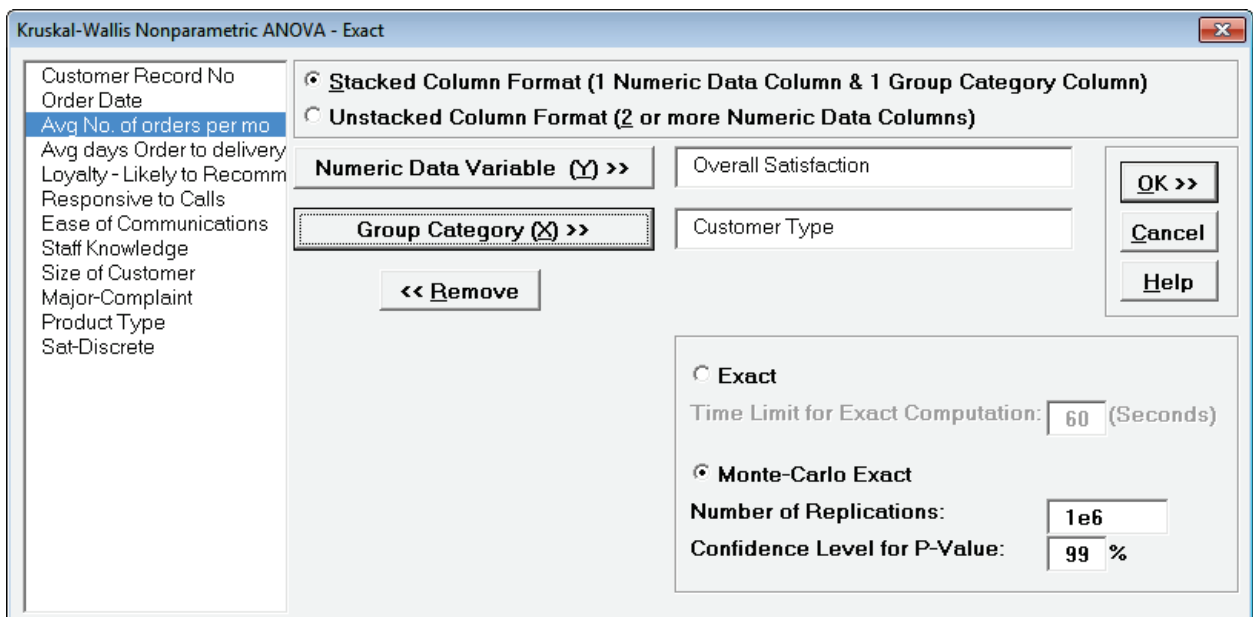 Kruskal-Wallis Nonparametric ANOVA - Exact
Customer Record No
Order Date
Avg No. of orders per mo
Avg days Order to delivery
Loyalty - Likely to Recomm
Responsive to Calls
Ease of Communications
Staff Knowledge
Size of Customer
Major-Complaint
Product Type
Sat-Discrete
Stacked Column Format (1 Numeric Data Column & 1 Group Category Column)
Unstacked Column Format (2 or more Numeric Data Columns)
Numeric Data Variable (Y) >>
Overall Satisfaction
Group Category (X) >>
Customer Type
<< Remove
OK >>
Cancel
Help
Exact
Time Limit for Exact Computation: 60 (Seconds)
Monte-Carlo Exact
Number of Replications: 1e6
Confidence Level for P-Value: 99 %